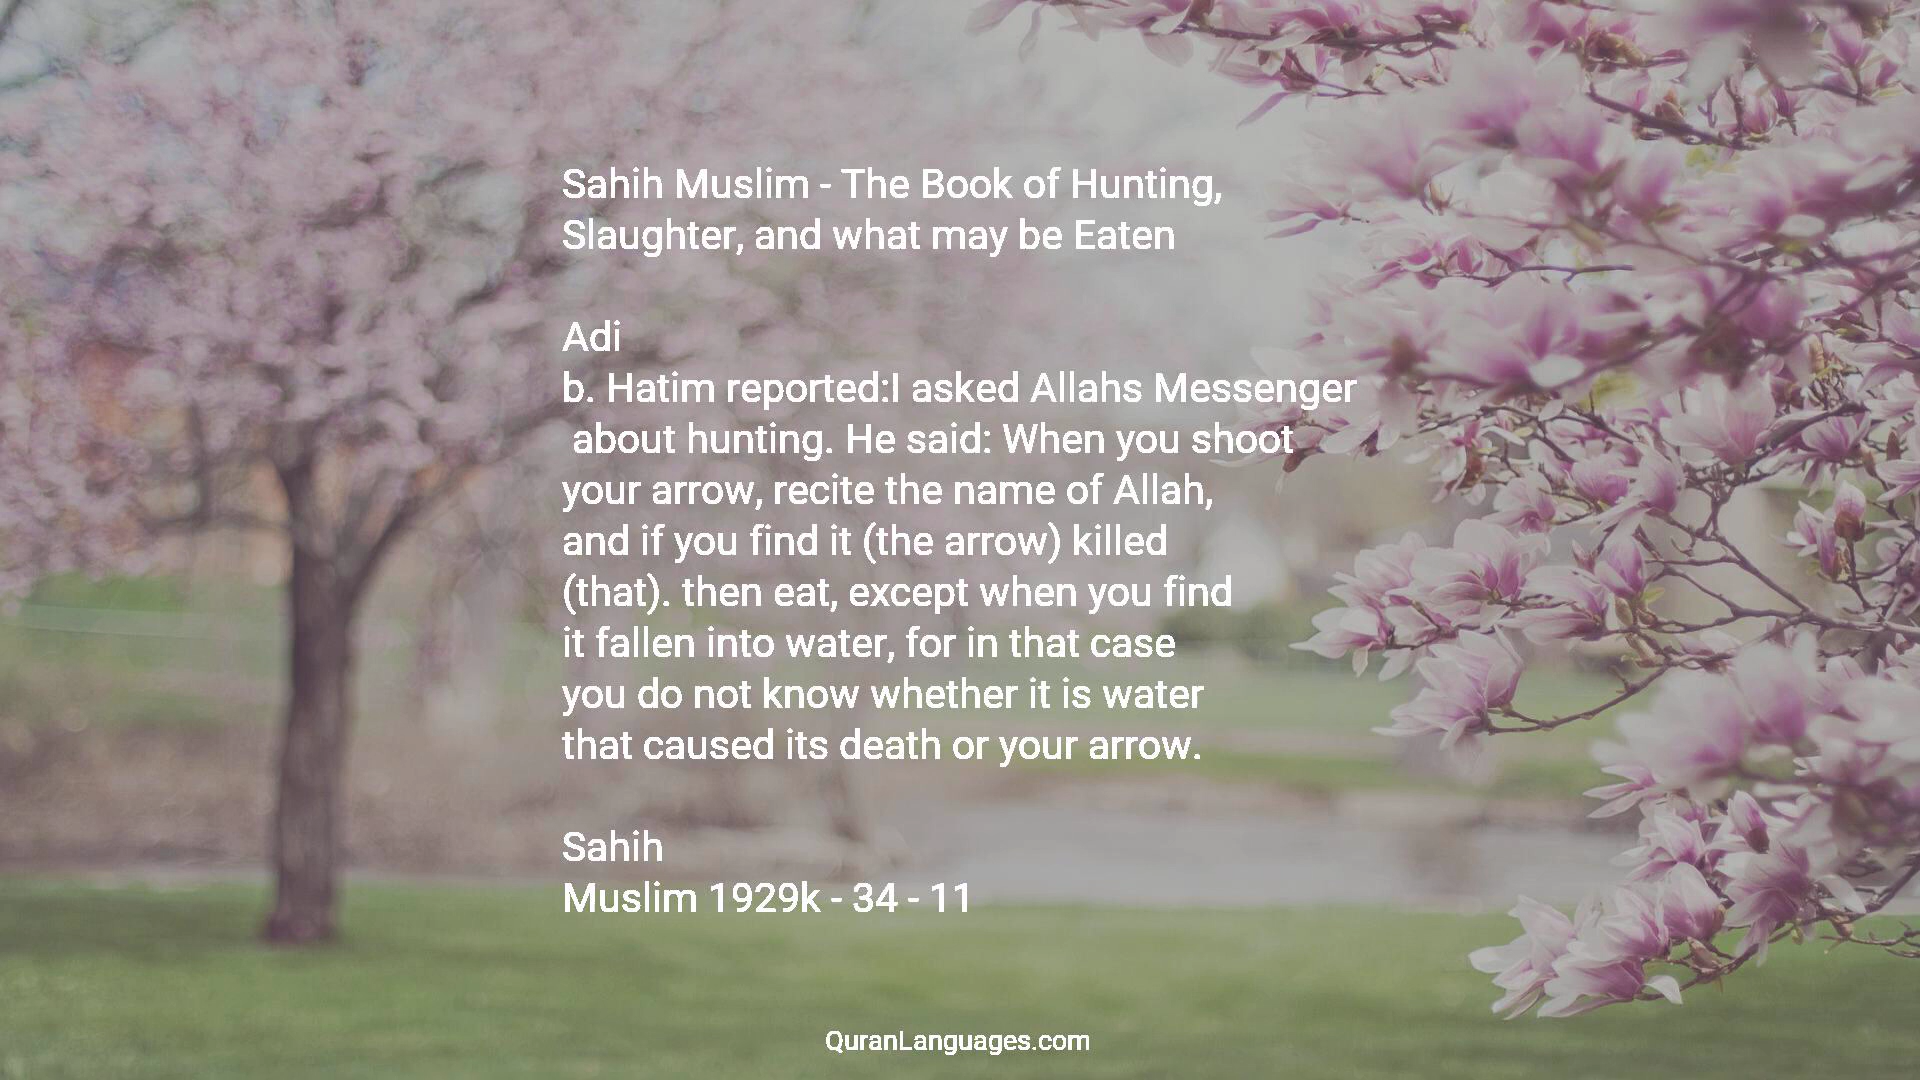 Sahih Muslim - The Book of Hunting,
Slaughter, and what may be Eaten
Adi
b. Hatim reported:I asked Allahs Messenger
about hunting. He said: When you shoot
your arrow, recite the name of Allah,
and if you find it (the arrow) killed
(that). then eat, except when you find
it fallen into water, for in that case
you do not know whether it is water
that caused its death or your arrow.
Sahih
Muslim 1929k - 34 - 11
QuranLanguages.com